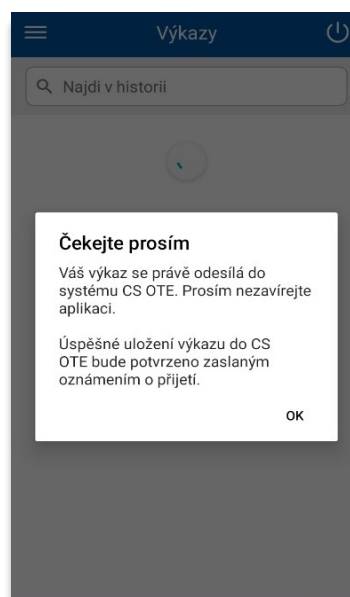 Výkazy
Najdi v historii
Čekejte prosím
Váš výkaz se právě odesílá do
systému CS OTE. Prosím nezavírejte
aplikaci.
Úspěšné uložení výkazu do CS
OTE bude potvrzeno zaslaným
oznámením o přijetí.
OK